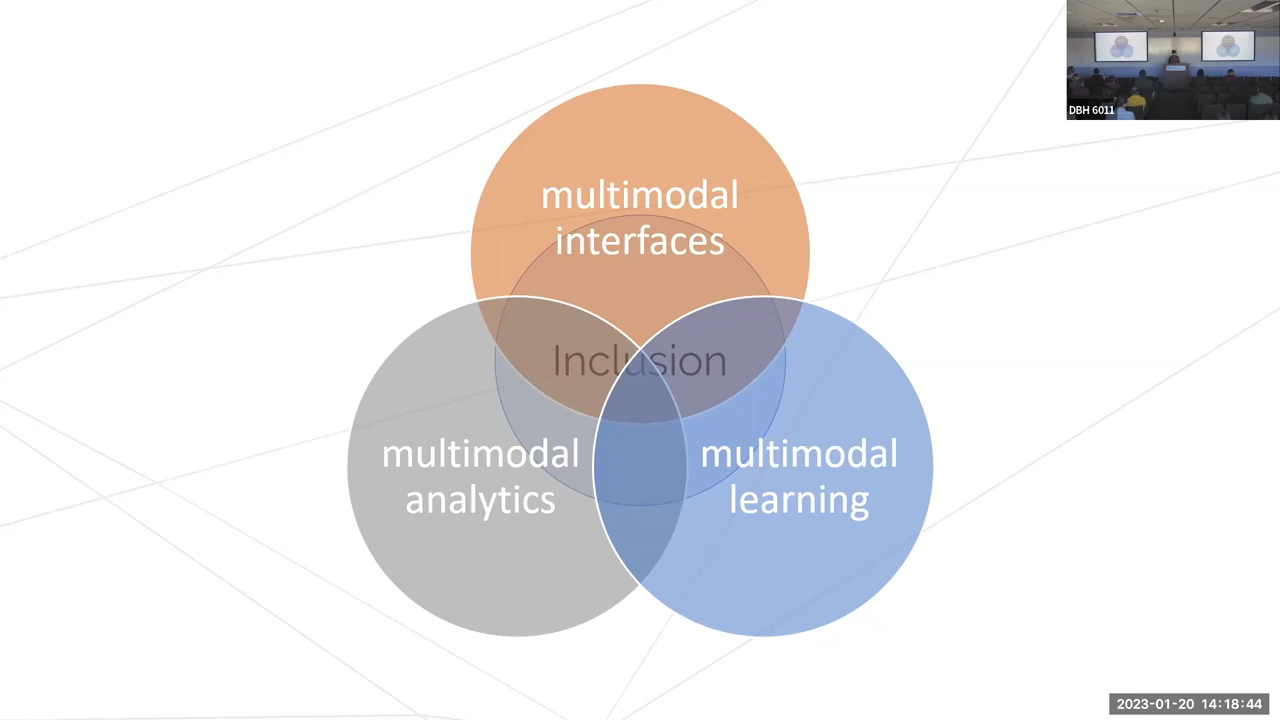 DBH 6011
multimodal
interfaces
Inclusion
multimodal
analytics
multimodal
learning
2023-01-20 14:18:44